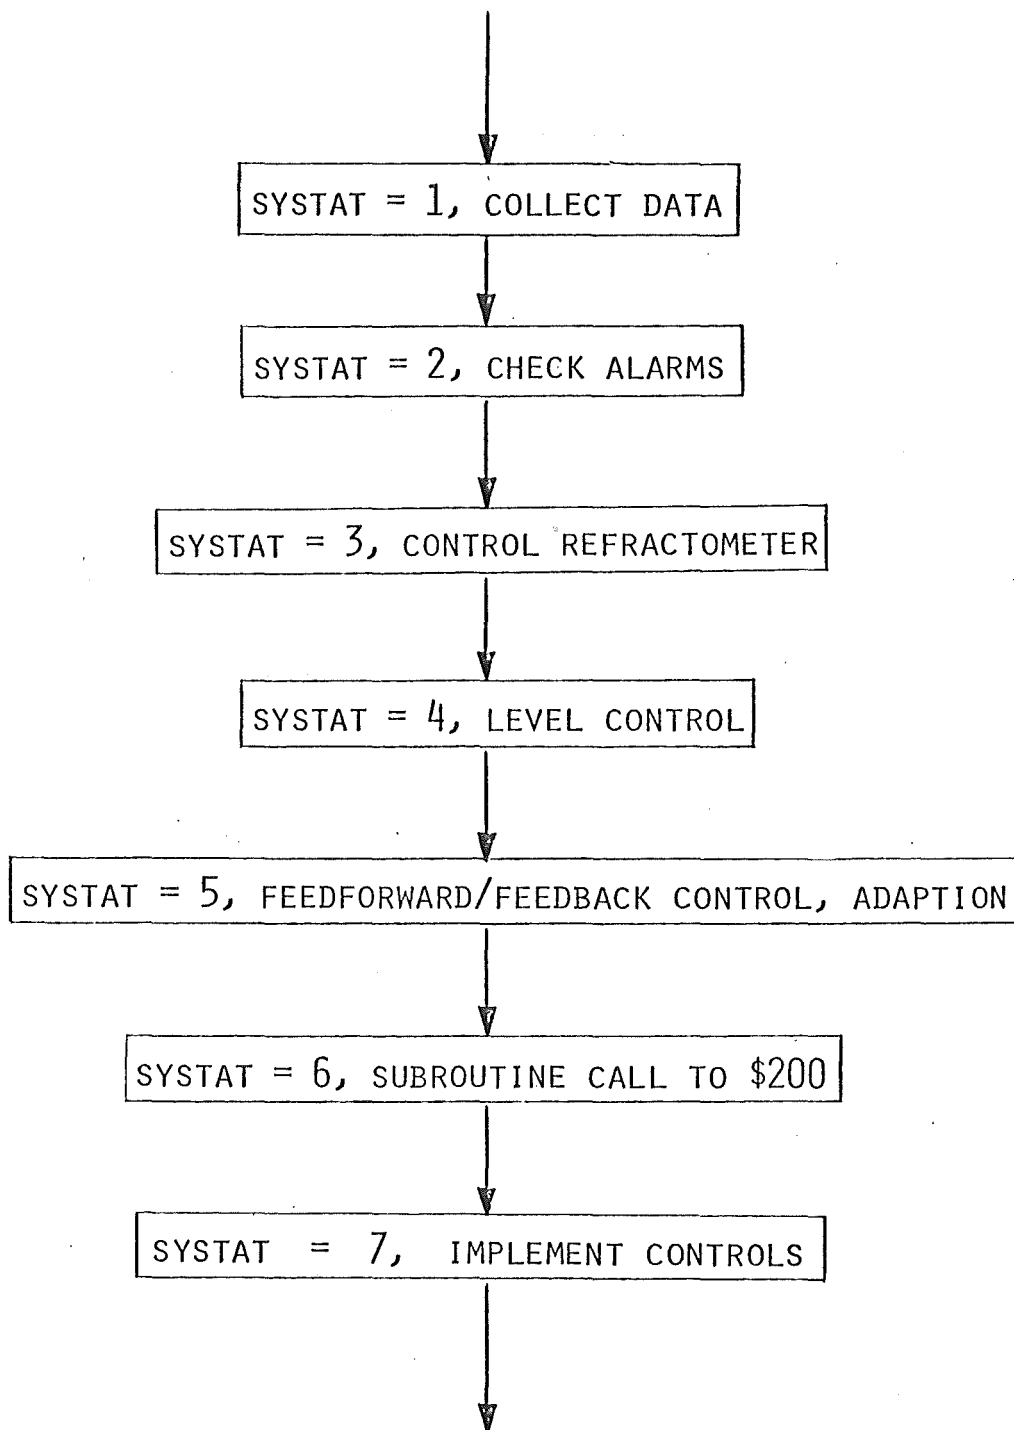 SYSTAT = 1, COLLECT DATA
SYSTAT = 2, CHECK ALARMS
SYSTAT = 3, CONTROL REFRACTOMETER
SYSTAT = 4, LEVEL CONTROL
SYSTAT = 5, FEEDFORWARD/FEEDBACK CONTROL, ADAPTION
SYSTAT = 6, SUBROUTINE CALL TO $200
SYSTAT = 7, IMPLEMENT CONTROLS